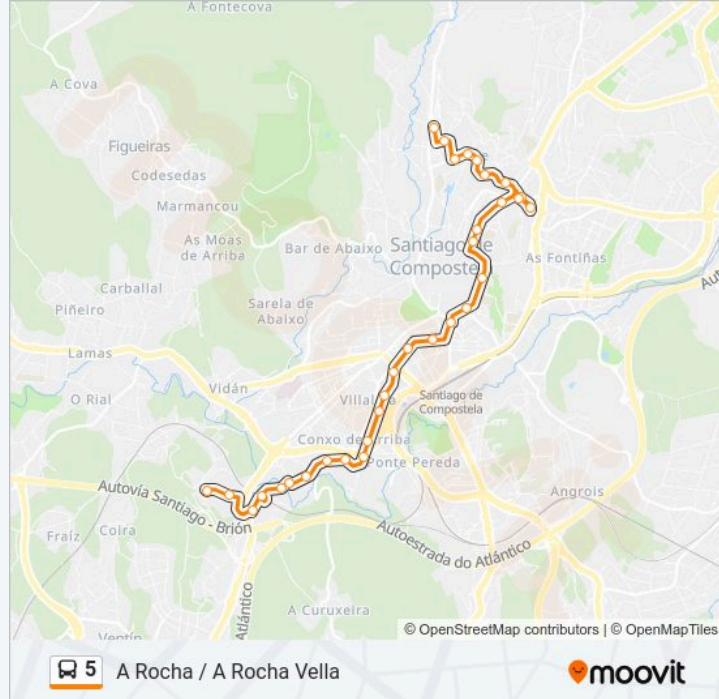 A Fontecova
A Cova
Figueiras
Codesedas
Marmancou
As Moas
de Arriba
Bar de Abaixo
Santiago de
Compostela
As Fontiñas
Carballal
Sarela de
Abaixo
Piñeiro
Lamas
Vidán
O Rial
Villa
Santiago de
Compostela
Conxo de Arriba
Ponte Pereda
Autovía Santiago - Brión
Angrois
Fraíz
Coira
Autoestrada do Atlántico
Atlántico
A Curuxeira
Ventín
© OpenStreetMap contributors | © OpenMapTiles
5 A Rocha / A Rocha Vella
moovit